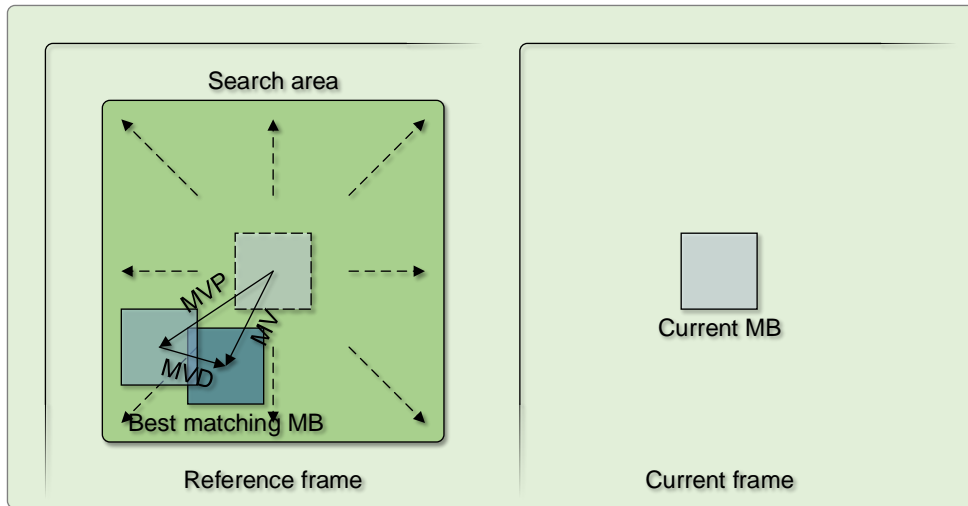 Search area
MVP
MV
MVD
Best matching MB
Reference frame
Current MB
Current frame